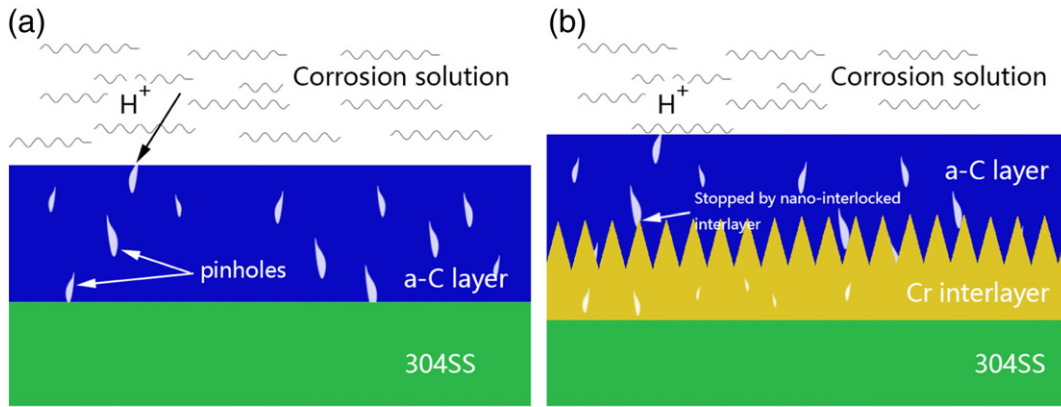 (a)
Corrosion solution
H+
pinholes
a-C layer
304SS
(b)
Corrosion solution
H+
a-C layer
Stopped by nano-interlocked
interlayer
Cr interlayer
304SS